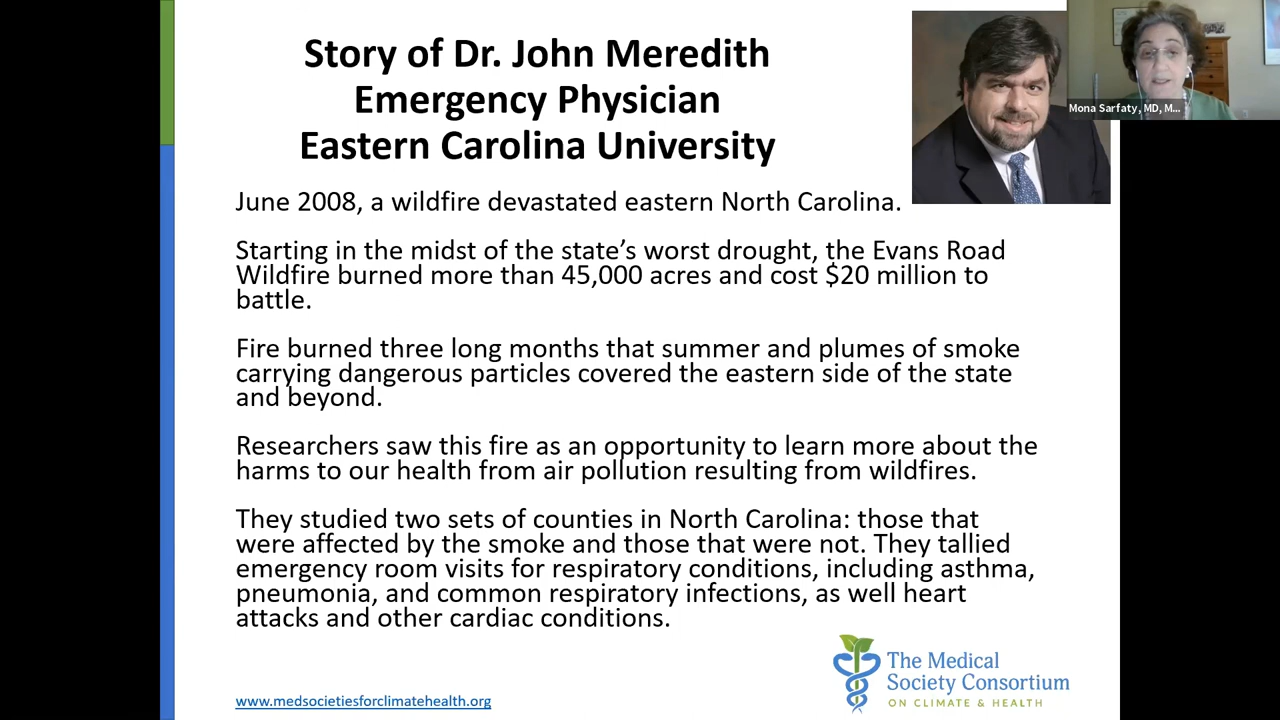 Story of Dr. John Meredith
Emergency Physician
Eastern Carolina University
Mona Sarfaty, MD, M...
June 2008, a wildfire devastated eastern North Carolina.
Starting in the midst of the state's worst drought, the Evans Road
Wildfire burned more than 45,000 acres and cost $20 million to
battle.
Fire burned three long months that summer and plumes of smoke
carrying dangerous particles covered the eastern side of the state
and beyond.
Researchers saw this fire as an opportunity to learn more about the
harms to our health from air pollution resulting from wildfires.
They studied two sets of counties in North Carolina: those that
were affected by the smoke and those that were not. They tallied
emergency room visits for respiratory conditions, including asthma,
pneumonia, and common respiratory infections, as well heart
attacks and other cardiac conditions.
www.medsocietiesforclimatehealth.org
The Medical
Society Consortium
ON CLIMATE & HEALTH